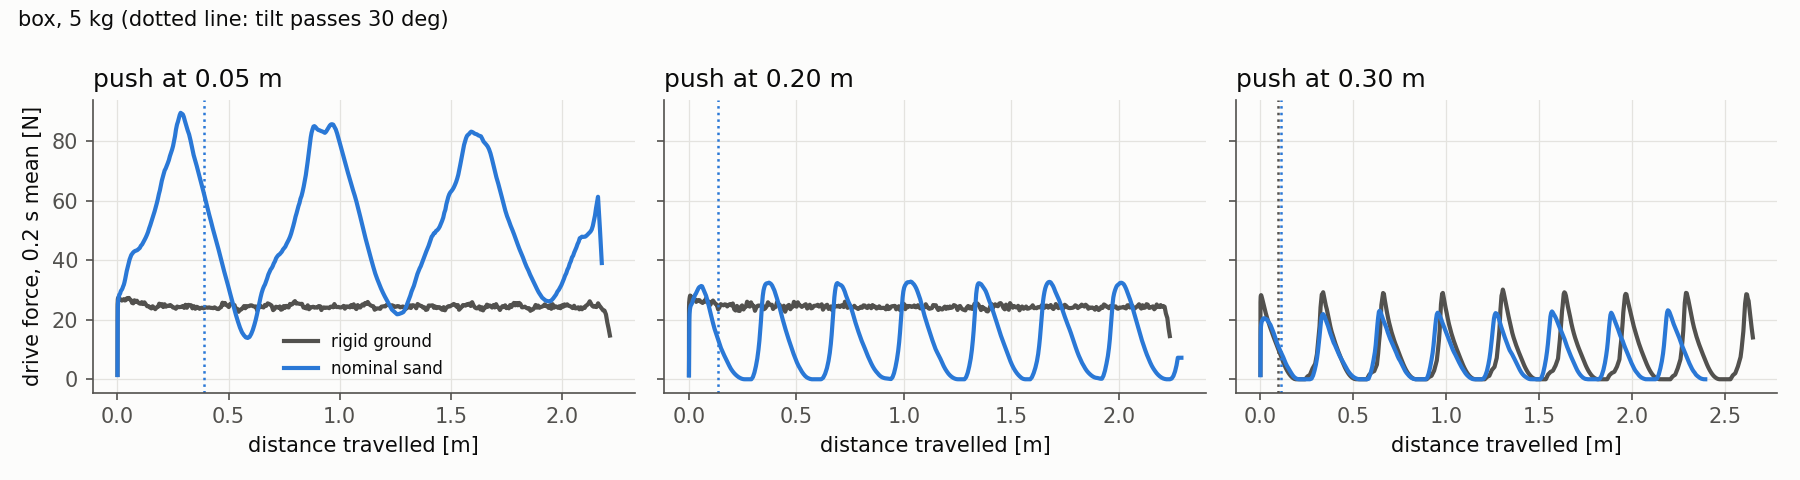 box, 5 kg (dotted line: tilt passes 30 deg)
push at 0.05 m
push at 0.20 m
push at 0.30 m
drive force, 0.2 s mean [N]
80
60
40
20
0
rigid ground
nominal sand
0.0 0.5 1.0 1.5 2.0
0.0 0.5 1.0 1.5 2.0
0.0 0.5 1.0 1.5 2.0 2.5
distance travelled [m]
distance travelled [m]
distance travelled [m]